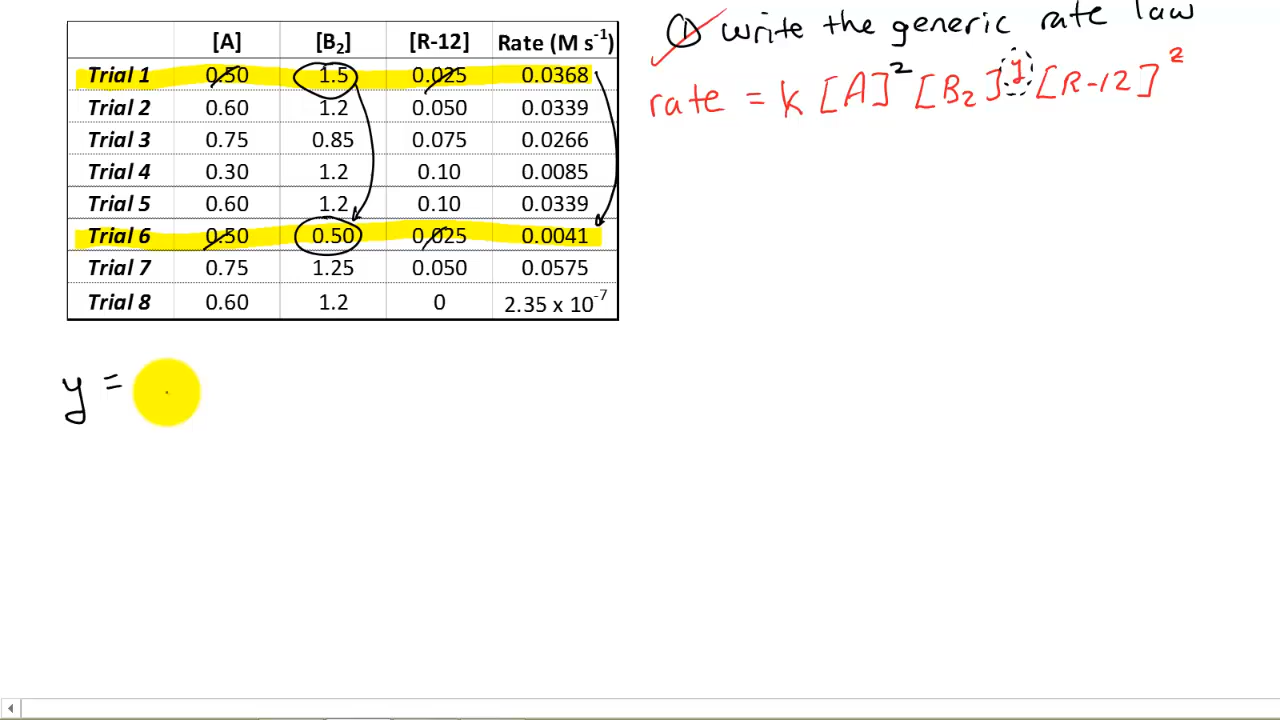 ① write the generic rate law
rate = k [A]² [B₂]ʸ [R-12]²
[A] [B₂] [R-12] Rate (M s⁻¹)
Trial 1 0.50 1.5 0.025 0.0368
Trial 2 0.60 1.2 0.050 0.0339
Trial 3 0.75 0.85 0.075 0.0266
Trial 4 0.30 1.2 0.10 0.0085
Trial 5 0.60 1.2 0.10 0.0339
Trial 6 0.50 0.50 0.025 0.0041
Trial 7 0.75 1.25 0.050 0.0575
Trial 8 0.60 1.2 0 2.35 x 10⁻⁷
y =